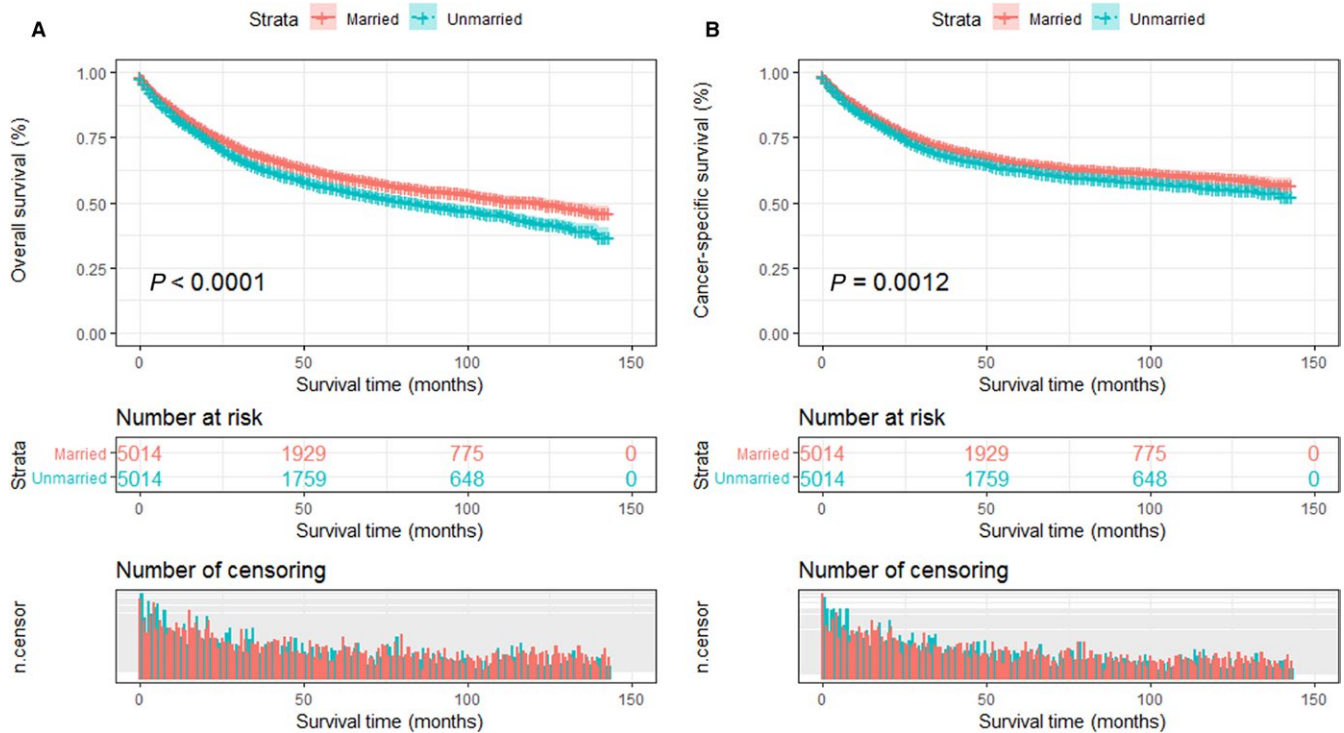 A
Strata Married Unmarried
Overall survival (%)
1.00
0.75
0.50
0.25
0.00
P < 0.0001
0 50 100 150
Survival time (months)
Number at risk
Strata
Married 5014 1929 775 0
Unmarried 5014 1759 648 0
0 50 100 150
Survival time (months)
Number of censoring
n.censor
0 50 100 150
Survival time (months)
B
Strata Married Unmarried
Cancer-specific survival (%)
1.00
0.75
0.50
0.25
0.00
P = 0.0012
0 50 100 150
Survival time (months)
Number at risk
Strata
Married 5014 1929 775 0
Unmarried 5014 1759 648 0
0 50 100 150
Survival time (months)
Number of censoring
n.censor
0 50 100 150
Survival time (months)